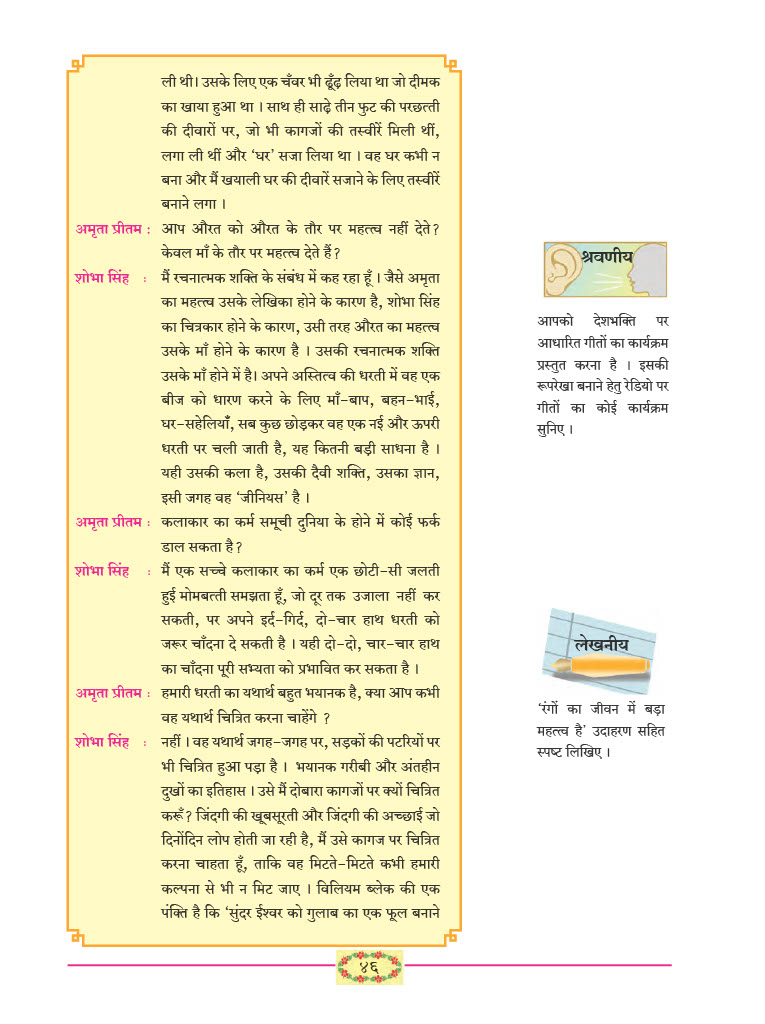 ली थी। उसके लिए एक चँवर भी ढूँढ़ लिया था जो दीमक
का खाया हुआ था । साथ ही साढ़े तीन फुट की परछत्ती
की दीवारों पर, जो भी कागजों की तस्वीरें मिली थीं,
लगा ली थीं और ‘घर’ सजा लिया था । वह घर कभी न
बना और मैं खयाली घर की दीवारें सजाने के लिए तस्वीरें
बनाने लगा ।
अमृता प्रीतम : आप औरत को औरत के तौर पर महत्त्व नहीं देते?
केवल माँ के तौर पर महत्त्व देते हैं?
शोभा सिंह : मैं रचनात्मक शक्ति के संबंध में कह रहा हूँ । जैसे अमृता
का महत्त्व उसके लेखिका होने के कारण है, शोभा सिंह
का चित्रकार होने के कारण, उसी तरह औरत का महत्त्व
उसके माँ होने के कारण है । उसकी रचनात्मक शक्ति
उसके माँ होने में है। अपने अस्तित्व की धरती में वह एक
बीज को धारण करने के लिए माँ-बाप, बहन-भाई,
घर-सहेलियाँ, सब कुछ छोड़कर वह एक नई और ऊपरी
धरती पर चली जाती है, यह कितनी बड़ी साधना है ।
यही उसकी कला है, उसकी दैवी शक्ति, उसका ज्ञान,
इसी जगह वह ‘जीनियस’ है ।
अमृता प्रीतम : कलाकार का कर्म समूची दुनिया के होने में कोई फर्क
डाल सकता है?
शोभा सिंह : मैं एक सच्चे कलाकार का कर्म एक छोटी-सी जलती
हुई मोमबत्ती समझता हूँ, जो दूर तक उजाला नहीं कर
सकती, पर अपने इर्द-गिर्द, दो-चार हाथ धरती को
जरूर चाँदना दे सकती है । यही दो-दो, चार-चार हाथ
का चाँदना पूरी सभ्यता को प्रभावित कर सकता है ।
अमृता प्रीतम : हमारी धरती का यथार्थ बहुत भयानक है, क्या आप कभी
वह यथार्थ चित्रित करना चाहेंगे ?
शोभा सिंह : नहीं । वह यथार्थ जगह-जगह पर, सड़कों की पटरियों पर
भी चित्रित हुआ पड़ा है । भयानक गरीबी और अंतहीन
दुखों का इतिहास । उसे मैं दोबारा कागजों पर क्यों चित्रित
करूँ? जिंदगी की खूबसूरती और जिंदगी की अच्छाई जो
दिनोंदिन लोप होती जा रही है, मैं उसे कागज पर चित्रित
करना चाहता हूँ, ताकि वह मिटते-मिटते कभी हमारी
कल्पना से भी न मिट जाए । विलियम ब्लेक की एक
पंक्ति है कि ‘सुंदर ईश्वर को गुलाब का एक फूल बनाने
श्रवणीय
आपको देशभक्ति पर
आधारित गीतों का कार्यक्रम
प्रस्तुत करना है । इसकी
रूपरेखा बनाने हेतु रेडियो पर
गीतों का कोई कार्यक्रम
सुनिए ।
लेखनीय
‘रंगों का जीवन में बड़ा
महत्त्व है’ उदाहरण सहित
स्पष्ट लिखिए ।
४६